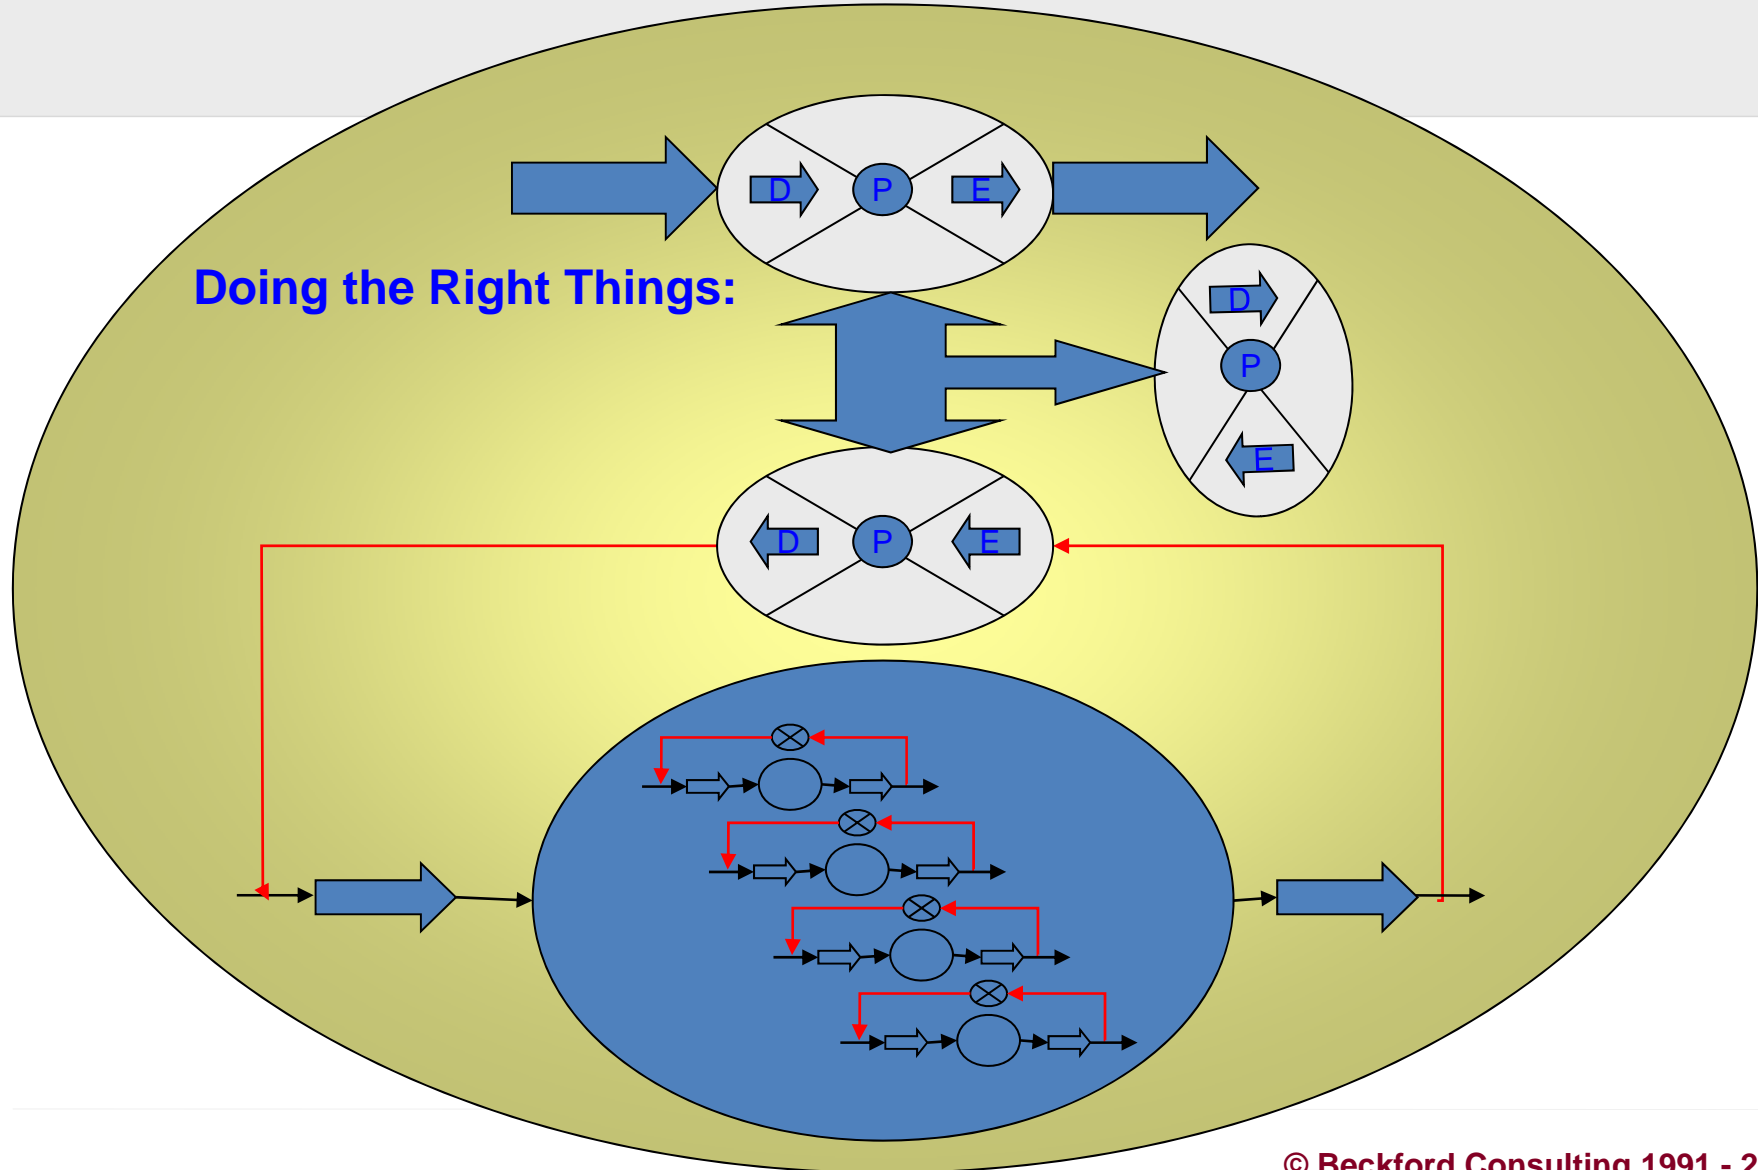 D P E
Doing the Right Things:
D
P
E
D P E
© Beckford Consulting 1991 - 2